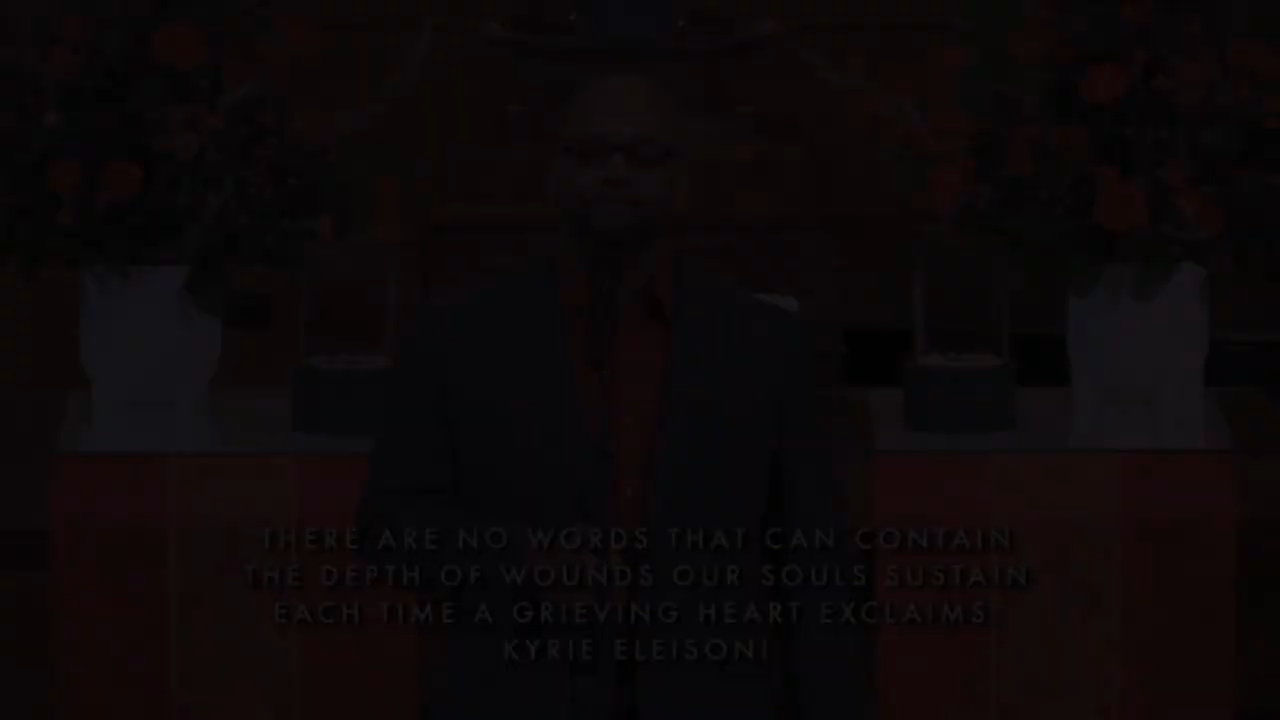 THERE ARE NO WORDS THAT CAN CONTAIN
THE DEPTH OF WOUNDS OUR SOULS SUSTAIN
EACH TIME A GRIEVING HEART EXCLAIMS
KYRIE ELEISON!